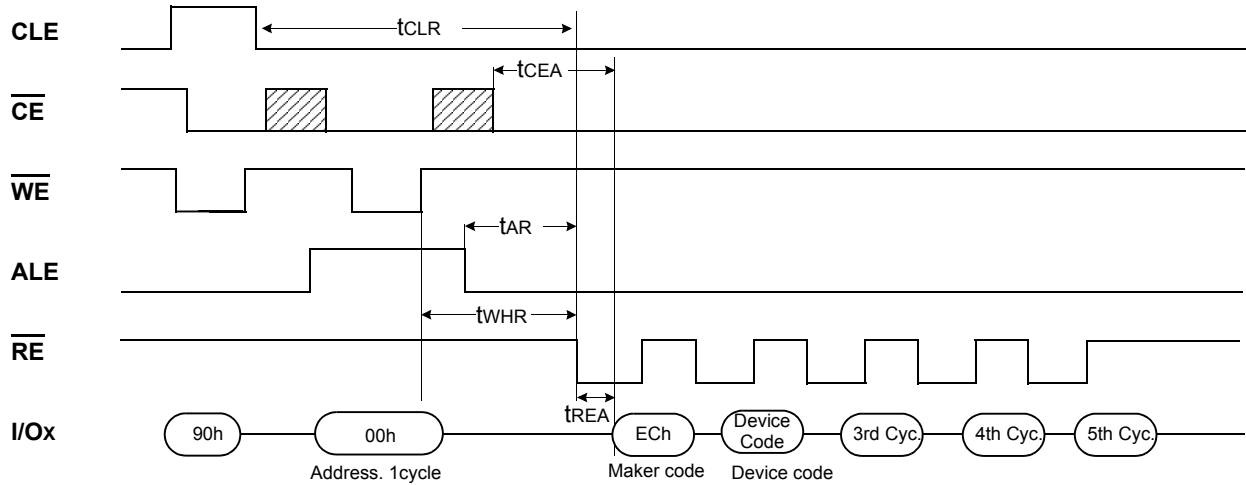 CLE
tCLR
tCEA
CE
WE
tAR
ALE
tWHR
RE
tREA
I/Ox
90h
00h
ECh
Device
Code
3rd Cyc.
4th Cyc.
5th Cyc.
Address. 1cycle
Maker code
Device code